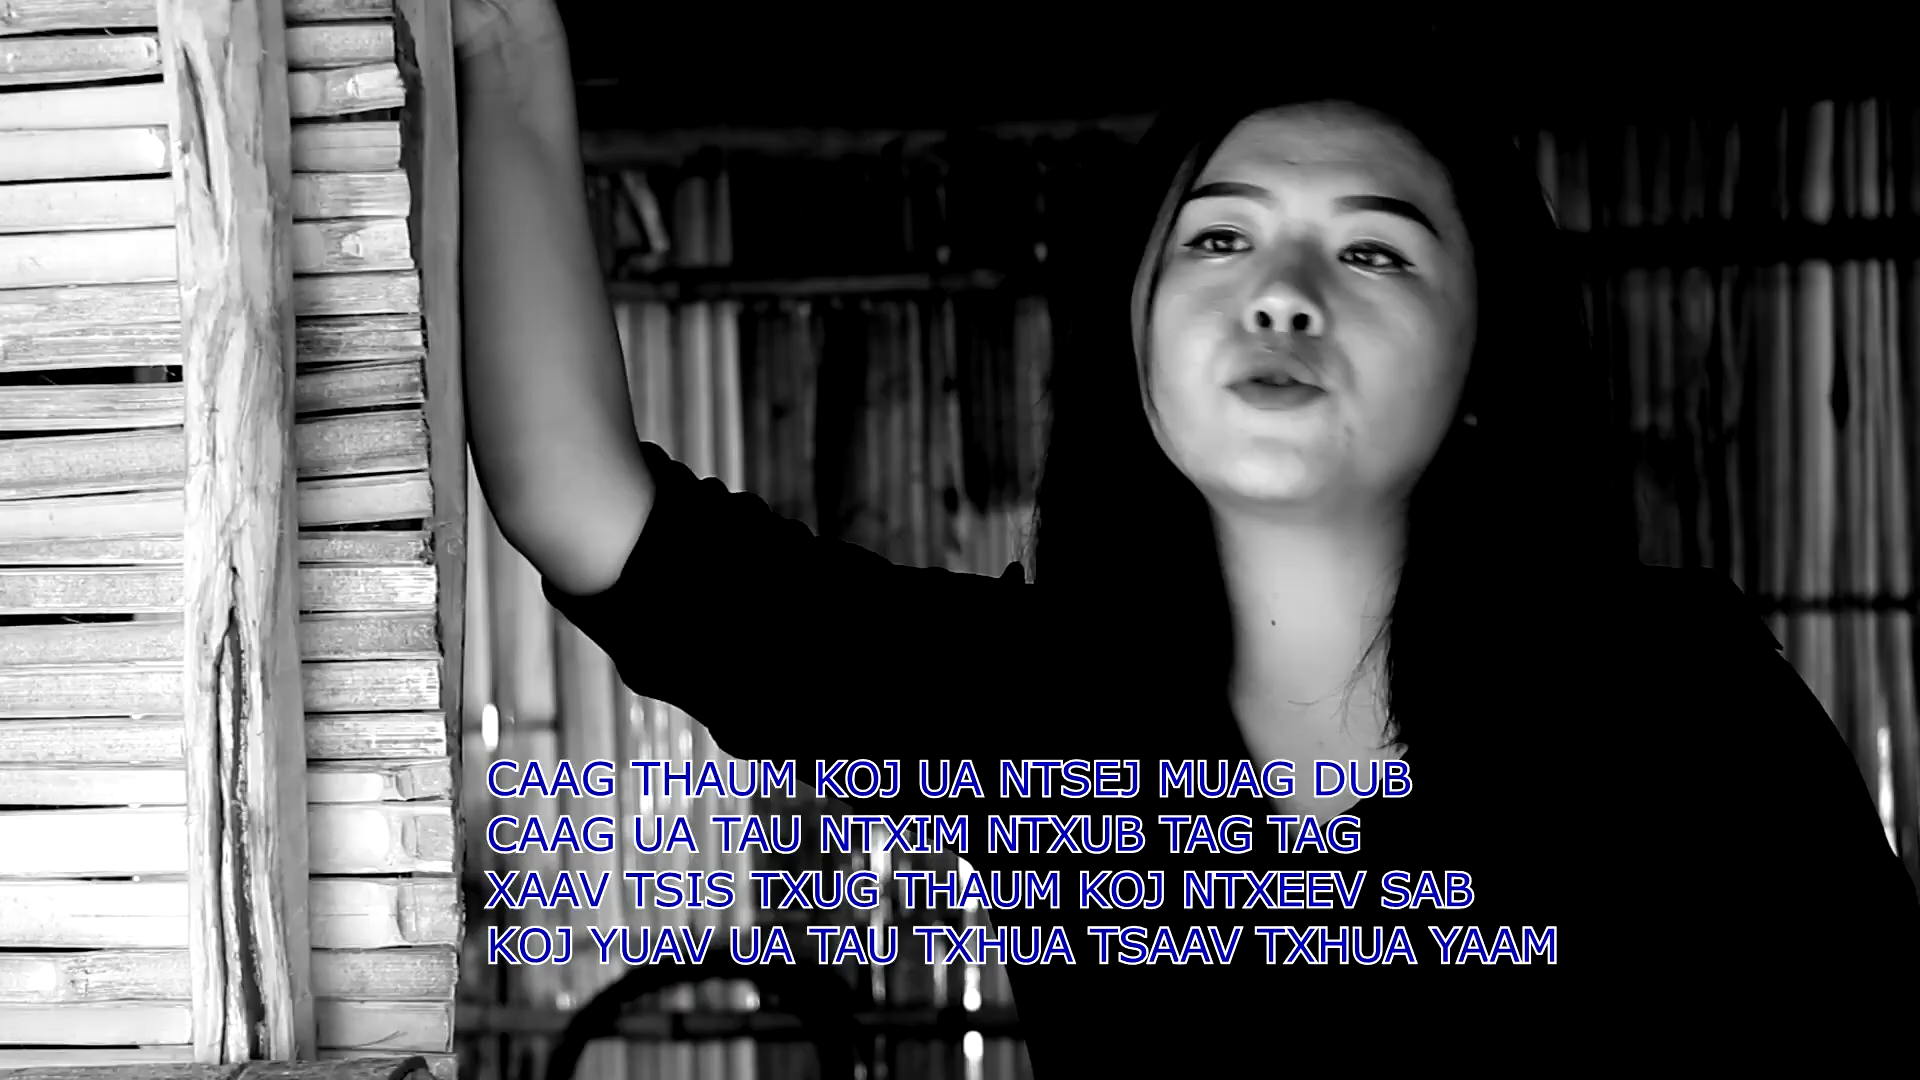 CAAG THAUM KOJ UA NTSEJ MUAG DUB
CAAG UA TAU NTXIM NTXUB TAG TAG
XAAV TSIS TXUG THAUM KOJ NTXEEV SAB
KOJ YUAV UA TAU TXHUA TSAAV TXHUA YAAM